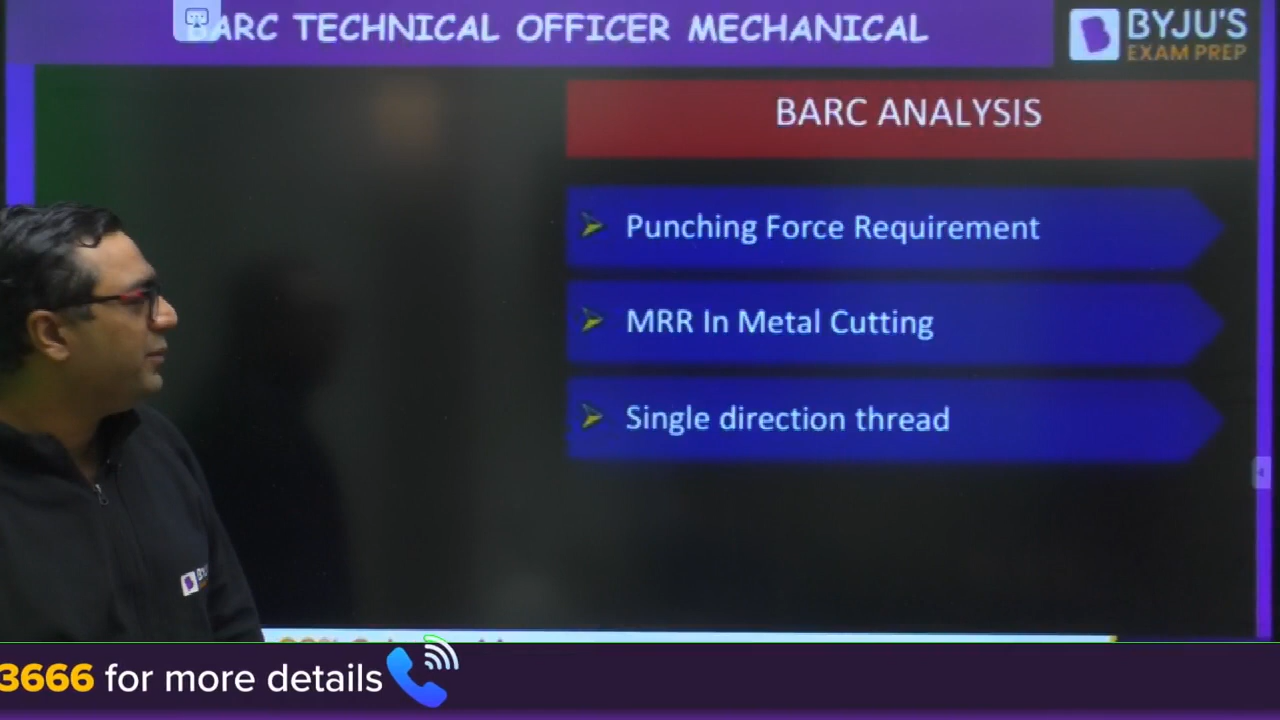 BARC TECHNICAL OFFICER MECHANICAL
BYJU'S
EXAM PREP
BARC ANALYSIS
Punching Force Requirement
MRR In Metal Cutting
Single direction thread
3666 for more details